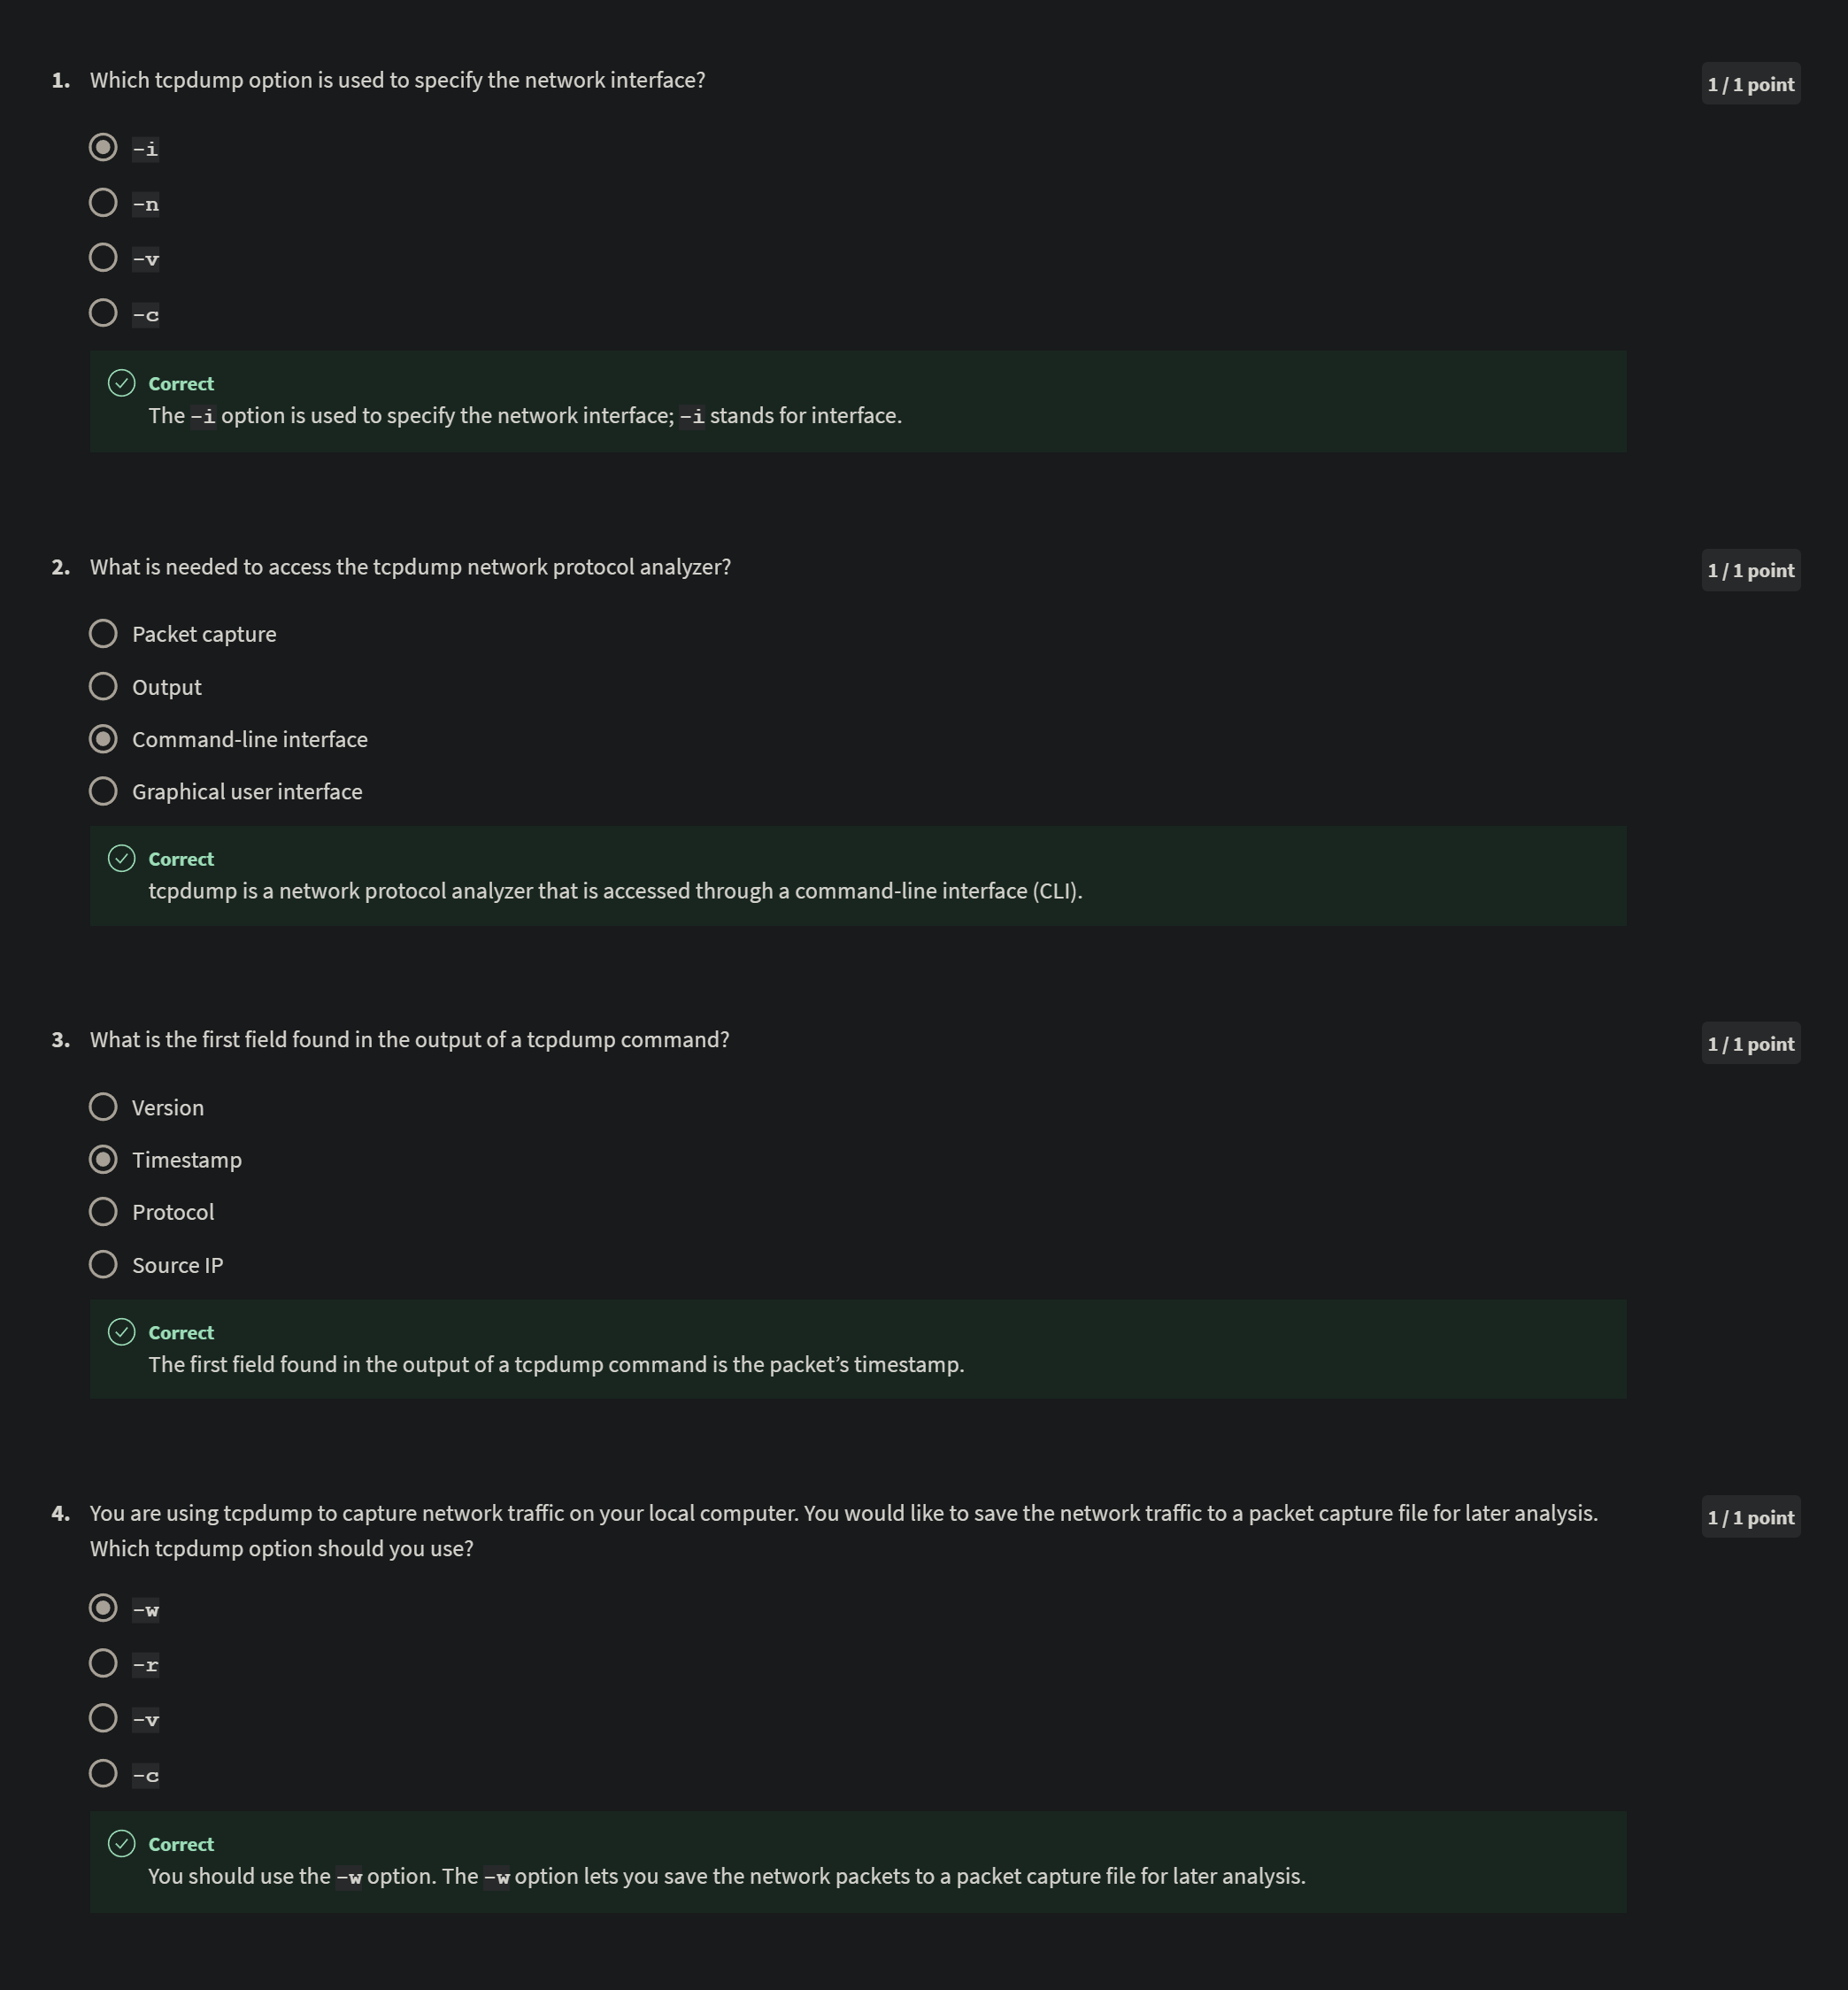 1. Which tcpdump option is used to specify the network interface?
1 / 1 point
-i
-n
-v
-c
Correct
The -i option is used to specify the network interface; -i stands for interface.
2. What is needed to access the tcpdump network protocol analyzer?
1 / 1 point
Packet capture
Output
Command-line interface
Graphical user interface
Correct
tcpdump is a network protocol analyzer that is accessed through a command-line interface (CLI).
3. What is the first field found in the output of a tcpdump command?
1 / 1 point
Version
Timestamp
Protocol
Source IP
Correct
The first field found in the output of a tcpdump command is the packet’s timestamp.
4. You are using tcpdump to capture network traffic on your local computer. You would like to save the network traffic to a packet capture file for later analysis.
1 / 1 point
Which tcpdump option should you use?
-w
-r
-v
-c
Correct
You should use the -w option. The -w option lets you save the network packets to a packet capture file for later analysis.